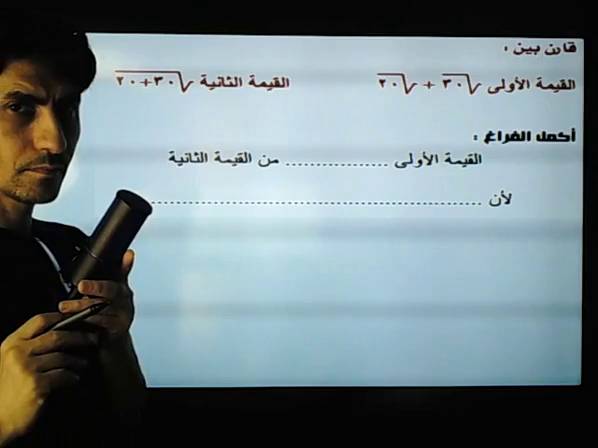 قارن بين :
القيمة الأولى √٣٠ + √٢٠ القيمة الثانية √٣٠+٢٠
أكمل الفراغ :
القيمة الأولى .................. من القيمة الثانية
لأن ............................................................